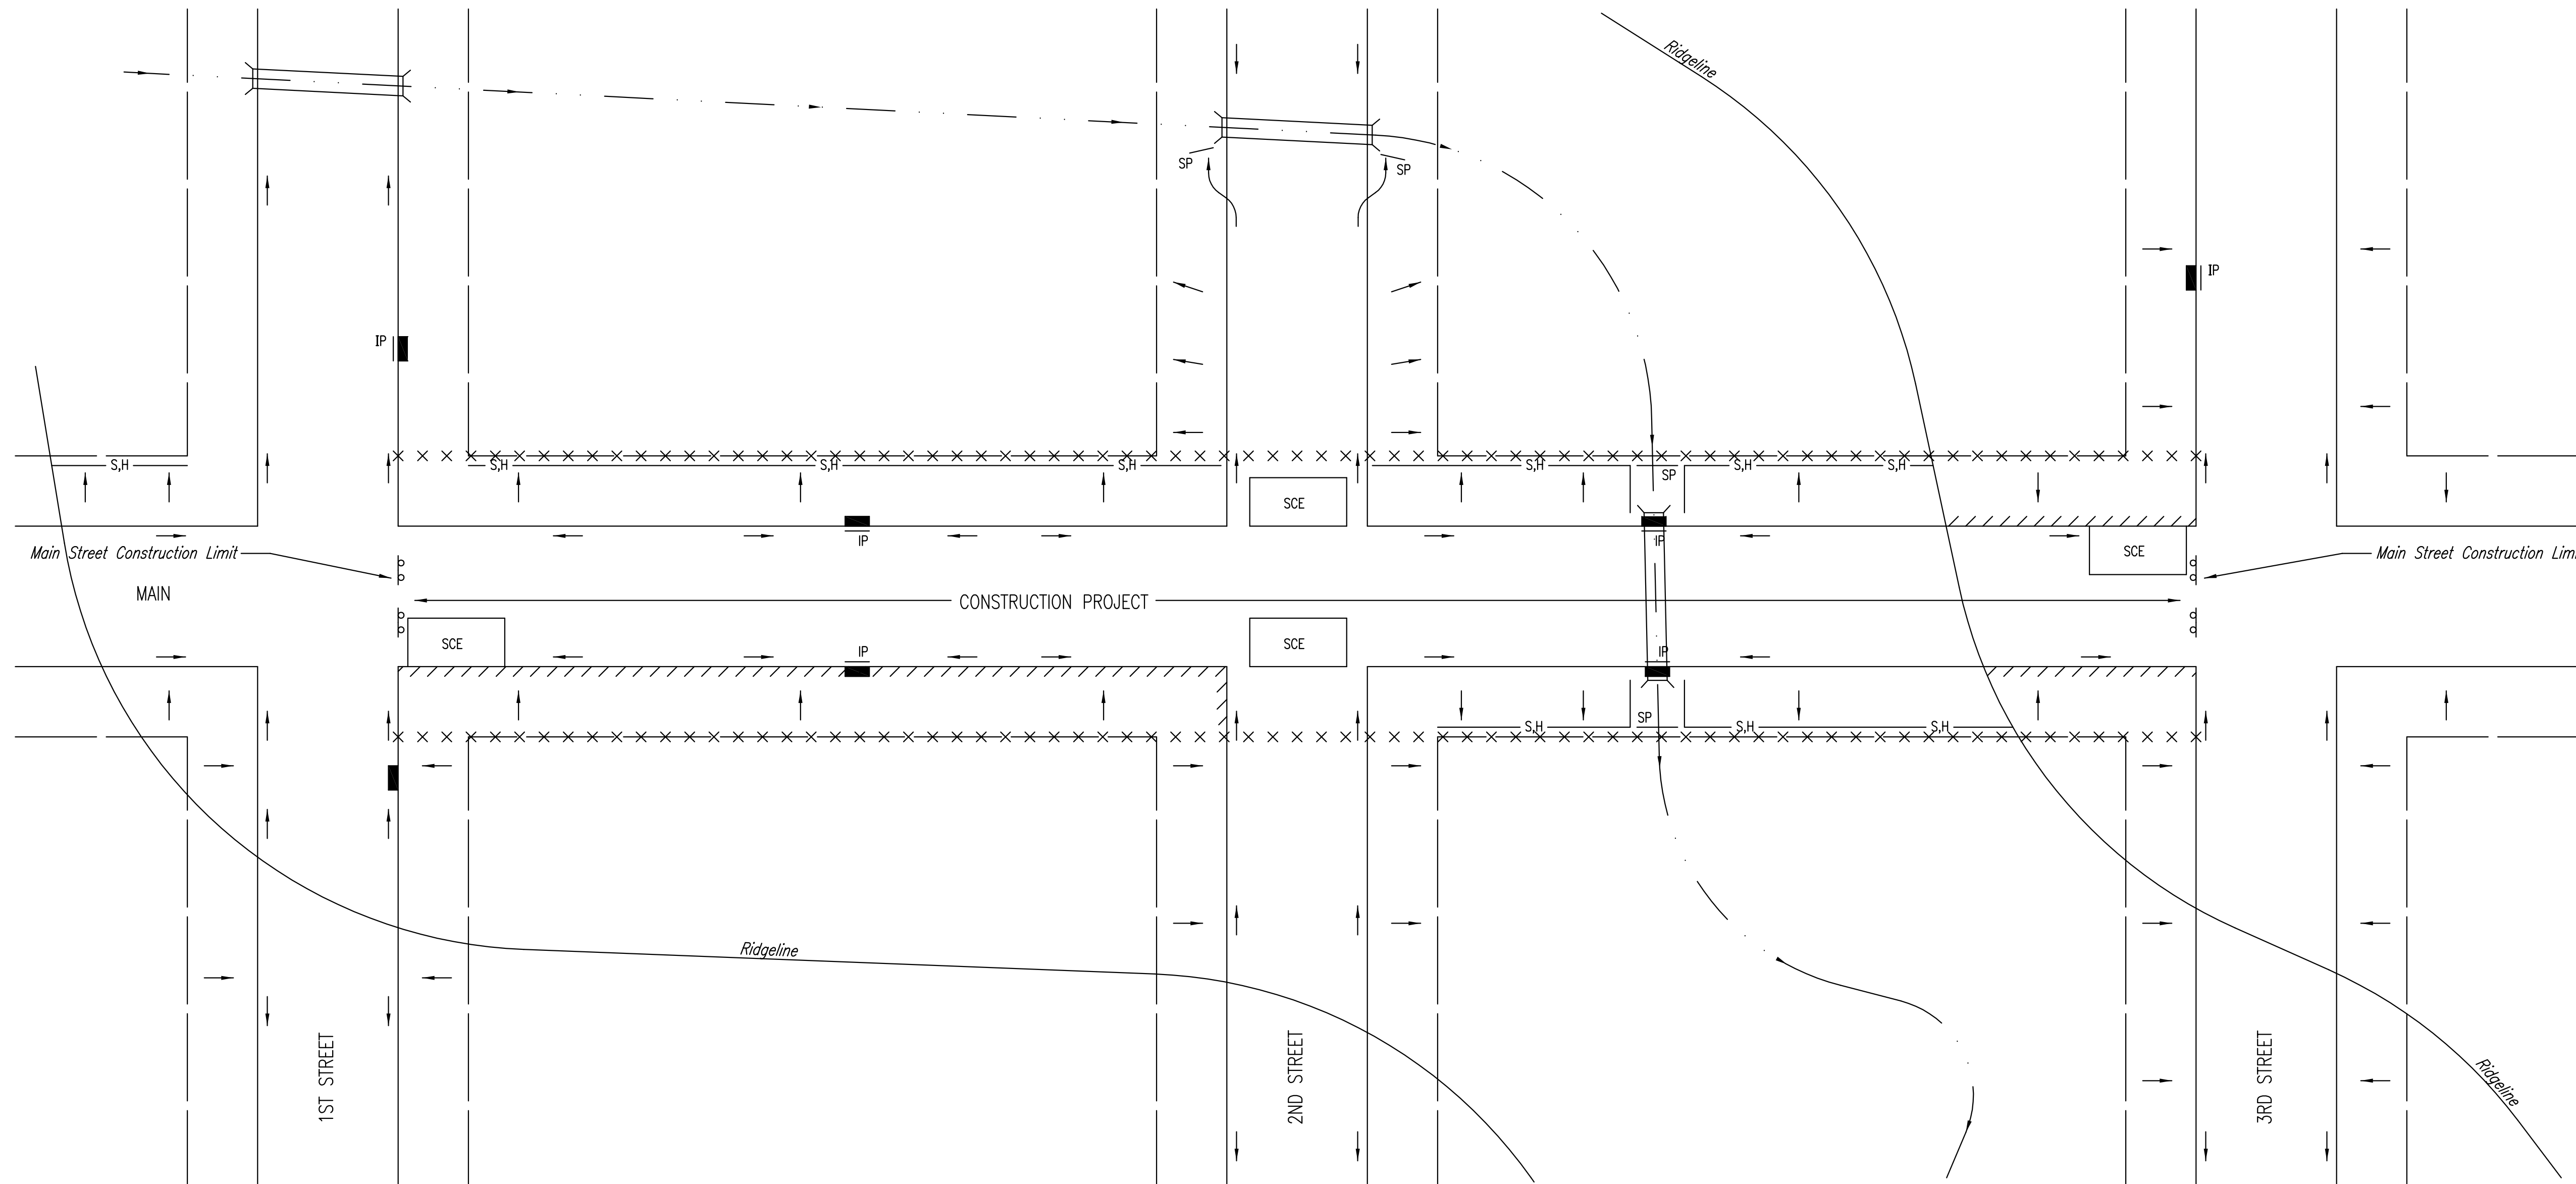 Ridgeline
SP
SP
IP
IP
S,H
S,H
S,H
S,H
S,H
SP
S,H
S,H
SCE
IP
IP
SCE
Main Street Construction Limit
Main Street Construction Limi
MAIN
CONSTRUCTION PROJECT
SCE
SCE
IP
IP
SP
S,H
S,H
S,H
Ridgeline
1ST STREET
2ND STREET
3RD STREET
Ridgeline